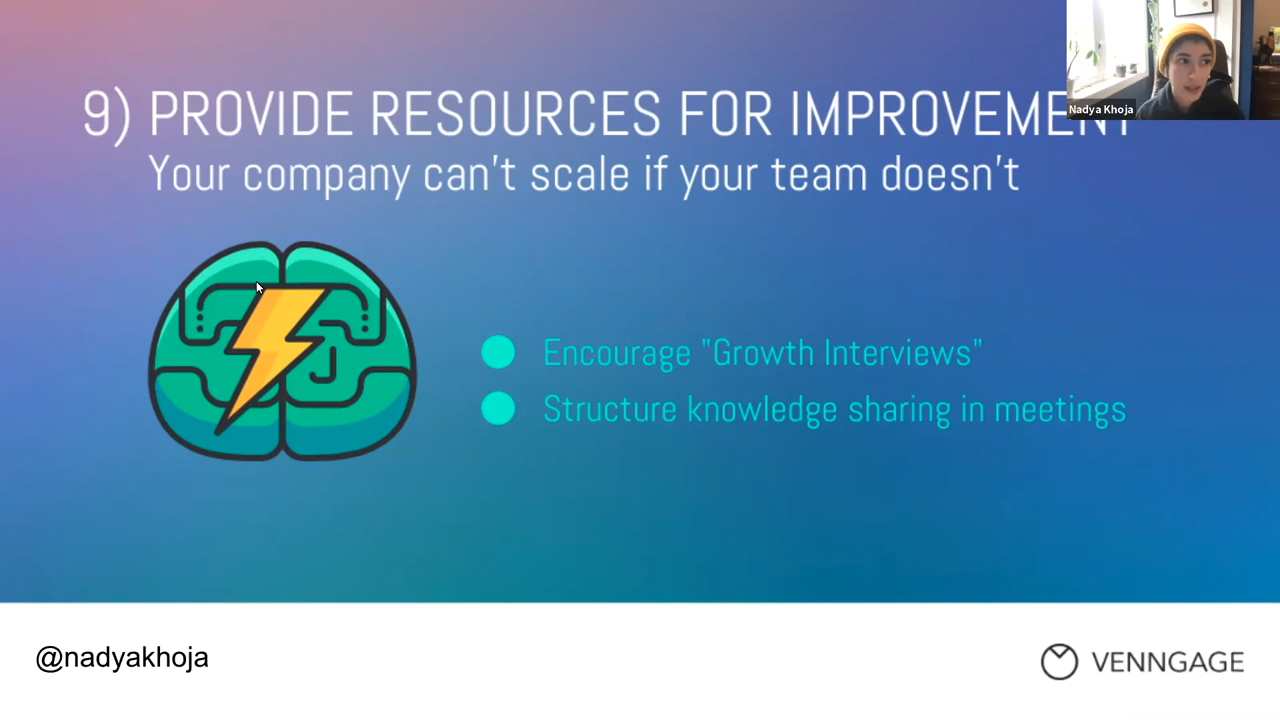 9) PROVIDE RESOURCES FOR IMPROVEMENT
Your company can't scale if your team doesn't
Nadya Khoja
Encourage "Growth Interviews"
Structure knowledge sharing in meetings
@nadyakhoja
VENNGAGE